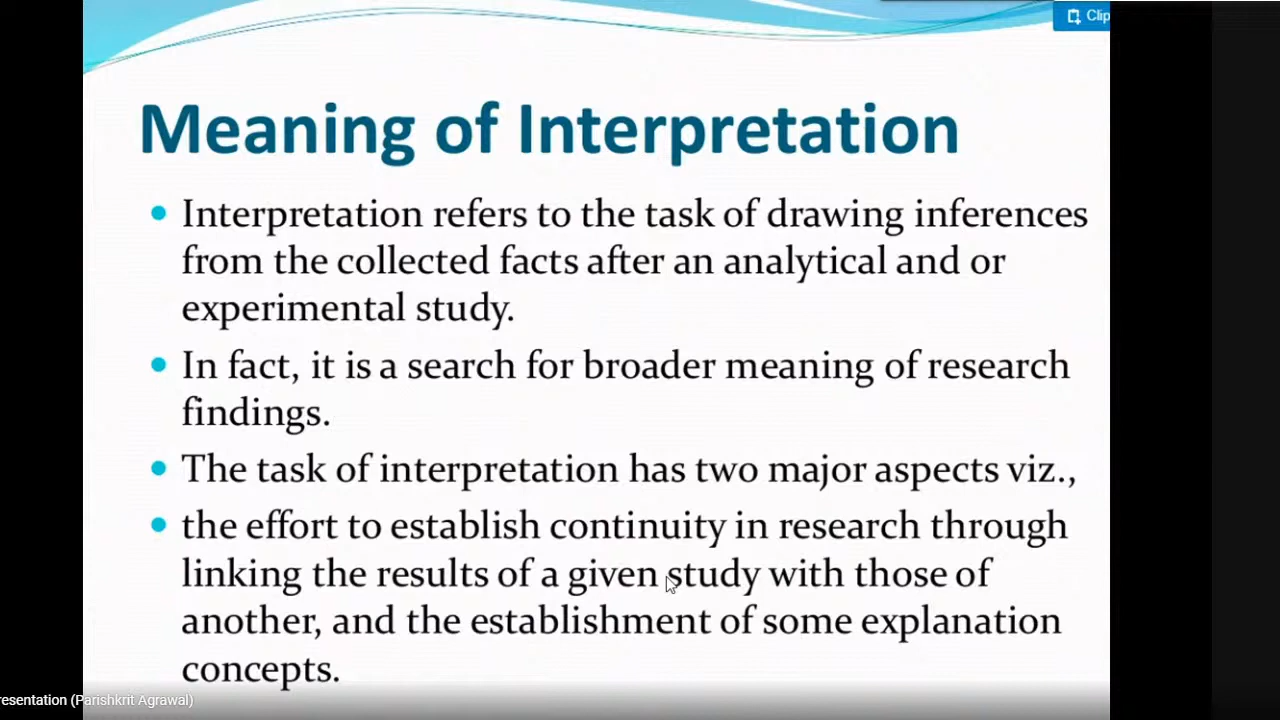 Clip
Meaning of Interpretation
• Interpretation refers to the task of drawing inferences
from the collected facts after an analytical and or
experimental study.
• In fact, it is a search for broader meaning of research
findings.
• The task of interpretation has two major aspects viz.,
• the effort to establish continuity in research through
linking the results of a given study with those of
another, and the establishment of some explanation
concepts.
resentation (Parishkrit Agrawal)